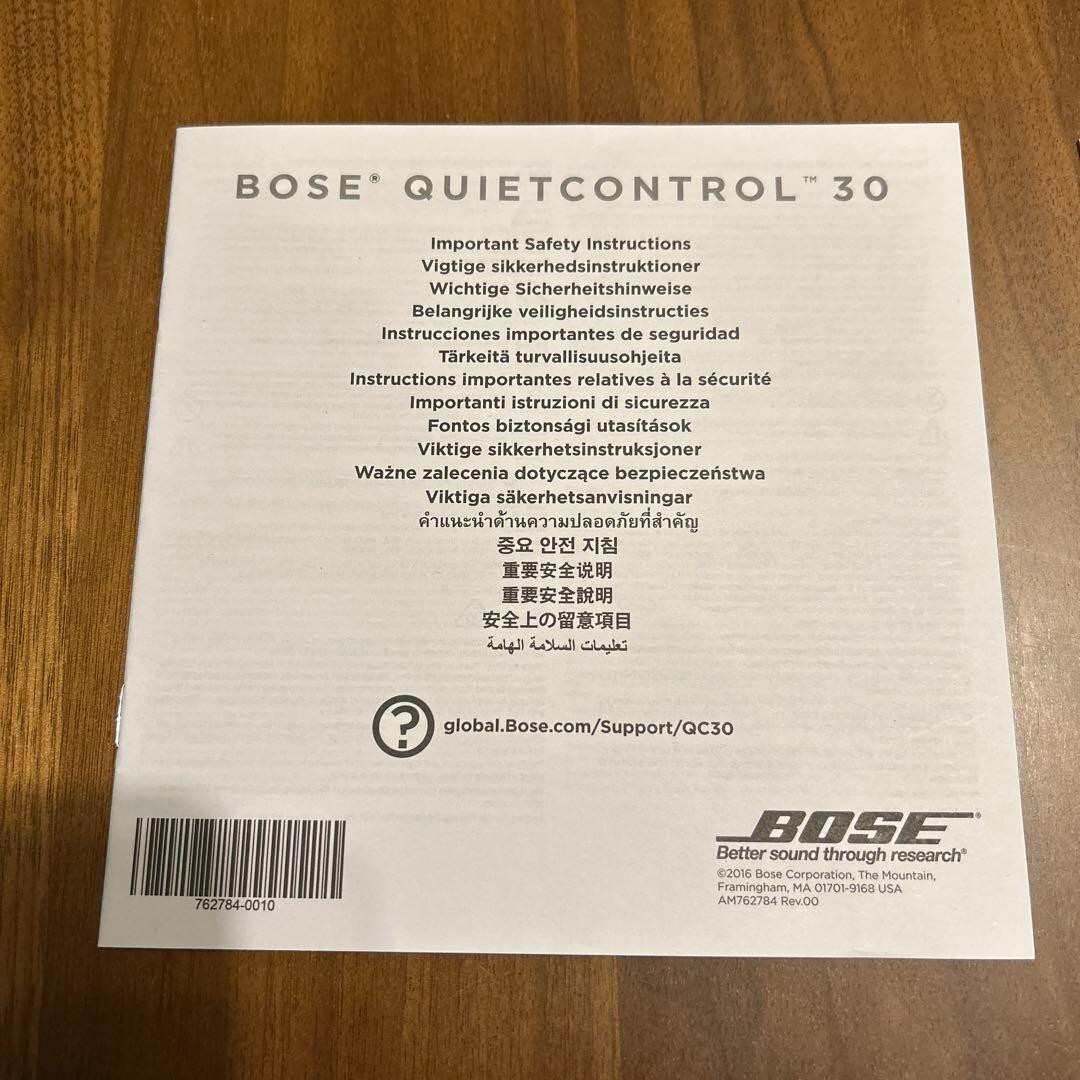 BOSE® QUIETCONTROL™ 30
Important Safety Instructions
Vigtige sikkerhedsinstruktioner
Wichtige Sicherheitshinweise
Belangrijke veiligheidsinstructies
Instrucciones importantes de seguridad
Tärkeitä turvallisuusohjeita
Instructions importantes relatives à la sécurité
Importanti istruzioni di sicurezza
Fontos biztonsági utasítások
Viktige sikkerhetsinstruksjoner
Ważne zalecenia dotyczące bezpieczeństwa
Viktiga säkerhetsanvisningar
คำแนะนำด้านความปลอดภัยที่สำคัญ
중요 안전 지침
重要安全说明
重要安全說明
安全上の留意項目
تعليمات السلامة الهامة
global.Bose.com/Support/QC30
762784-0010
BOSE®
Better sound through research®
©2016 Bose Corporation, The Mountain,
Framingham, MA 01701-9168 USA
AM762784 Rev.00